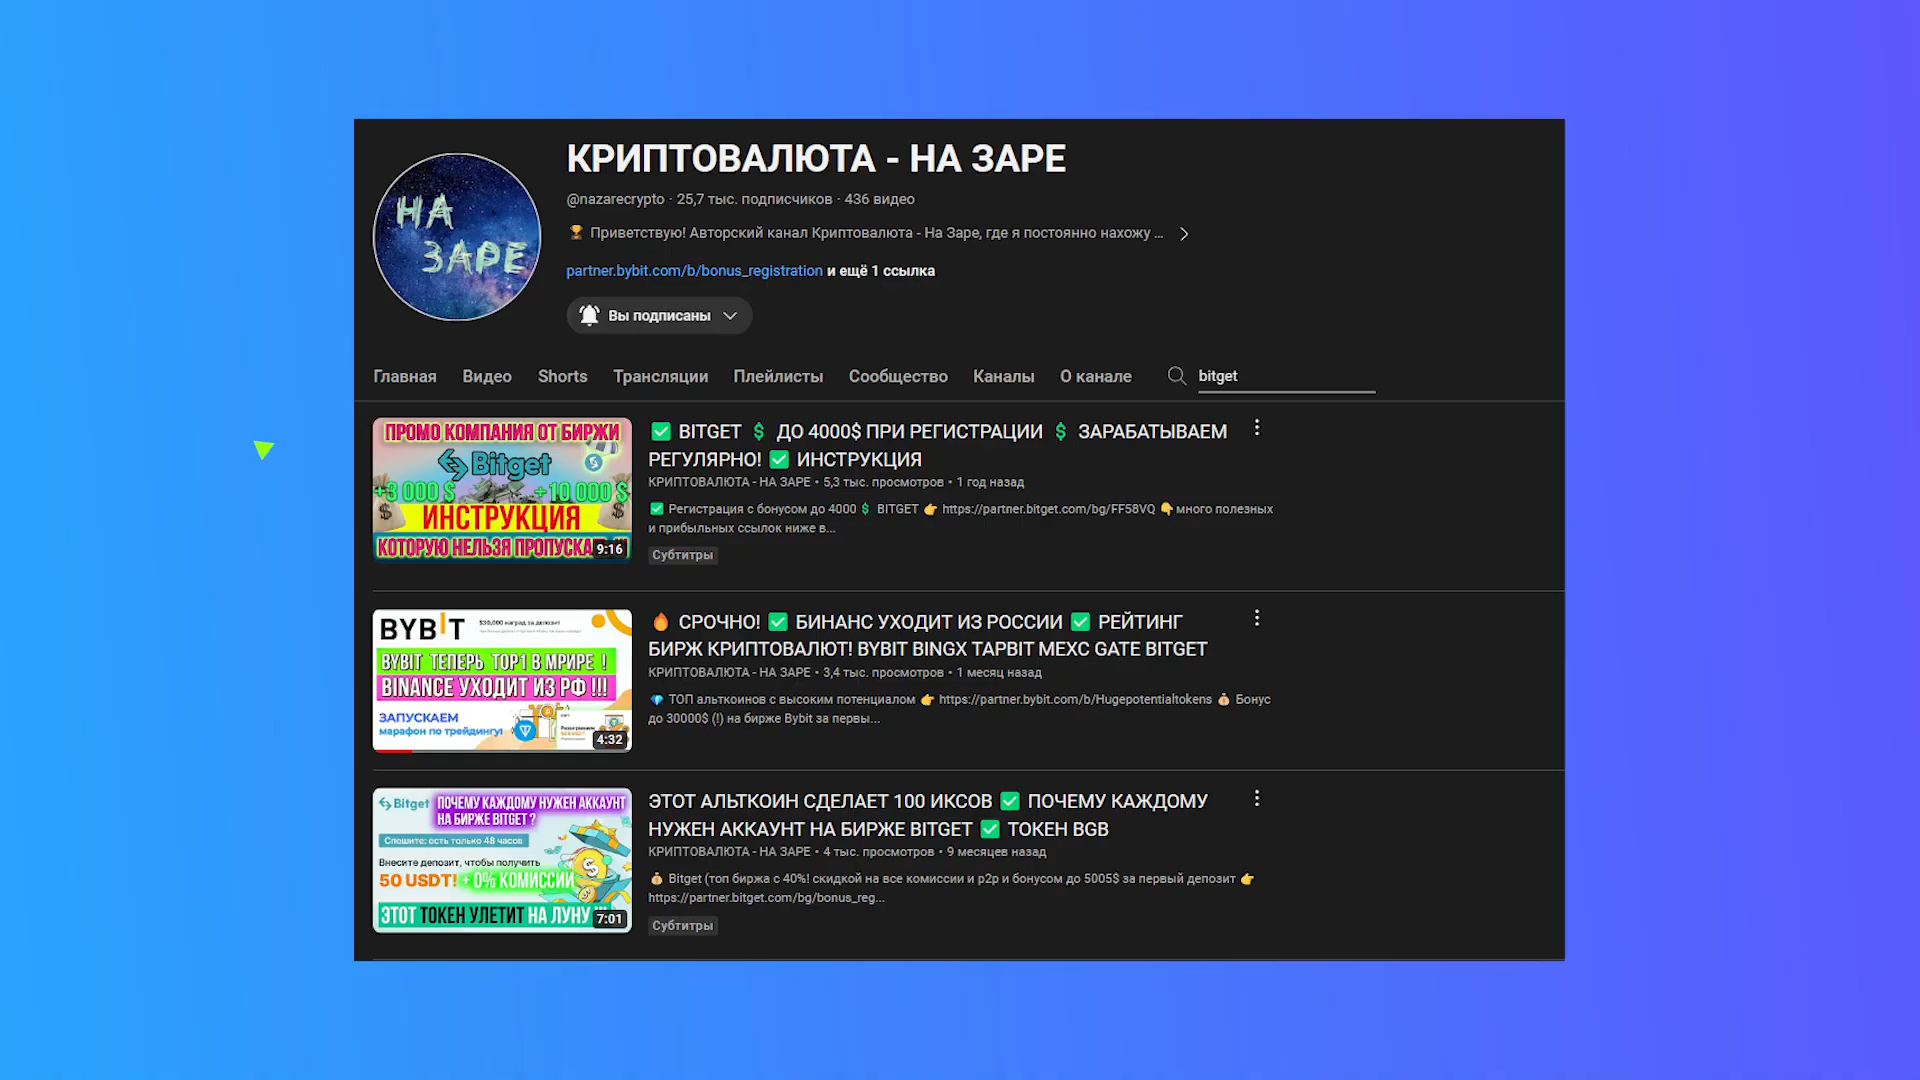 КРИПТОВАЛЮТА - НА ЗАРЕ
НА
ЗАРЕ
@nazarecrypto · 25,7 тыс. подписчиков · 436 видео
🏆 Приветствую! Авторский канал Криптовалюта - На Заре, где я постоянно нахожу ...
partner.bybit.com/b/bonus_registration и ещё 1 ссылка
Вы подписаны
Главная Видео Shorts Трансляции Плейлисты Сообщество Каналы О канале bitget
ПРОМО КОМПАНИЯ ОТ БИРЖИ
Bitget
+3 000 $ +10 000 $
ИНСТРУКЦИЯ
КОТОРУЮ НЕЛЬЗЯ ПРОПУСКА
9:16
✅ BITGET 💲 ДО 4000$ ПРИ РЕГИСТРАЦИИ 💲 ЗАРАБАТЫВАЕМ
РЕГУЛЯРНО! ✅ ИНСТРУКЦИЯ
КРИПТОВАЛЮТА - НА ЗАРЕ • 5,3 тыс. просмотров • 1 год назад
✅ Регистрация с бонусом до 4000 💲 BITGET 👉 https://partner.bitget.com/bg/FF58VQ 👇 много полезных
и прибыльных ссылок ниже в...
Субтитры
BYBIT
$30,000 наград за депозит
BYBIT ТЕПЕРЬ TOP1 В МРИРЕ !
BINANCE УХОДИТ ИЗ РФ !!!
ЗАПУСКАЕМ
марафон по трейдингу!
4:32
🔥 СРОЧНО! ✅ БИНАНС УХОДИТ ИЗ РОССИИ ✅ РЕЙТИНГ
БИРЖ КРИПТОВАЛЮТ! BYBIT BINGX TAPBIT MEXC GATE BITGET
КРИПТОВАЛЮТА - НА ЗАРЕ • 3,4 тыс. просмотров • 1 месяц назад
💎 ТОП альткоинов с высоким потенциалом 👉 https://partner.bybit.com/b/Hugepotentialtokens 💰 Бонус
до 30000$ (!) на бирже Bybit за первы...
Bitget ПОЧЕМУ КАЖДОМУ НУЖЕН АККАУНТ
НА БИРЖЕ BITGET ?
Спешите: есть только 48 часов
Внесите депозит, чтобы получить
50 USDT! + 0% КОМИССИИ
ЭТОТ ТОКЕН УЛЕТИТ НА ЛУНУ
7:01
ЭТОТ АЛЬТКОИН СДЕЛАЕТ 100 ИКСОВ ✅ ПОЧЕМУ КАЖДОМУ
НУЖЕН АККАУНТ НА БИРЖЕ BITGET ✅ ТОКЕН BGB
КРИПТОВАЛЮТА - НА ЗАРЕ • 4 тыс. просмотров • 9 месяцев назад
💰 Bitget (топ биржа с 40%! скидкой на все комиссии и p2p и бонусом до 5005$ за первый депозит 👉
https://partner.bitget.com/bg/bonus_reg...
Субтитры